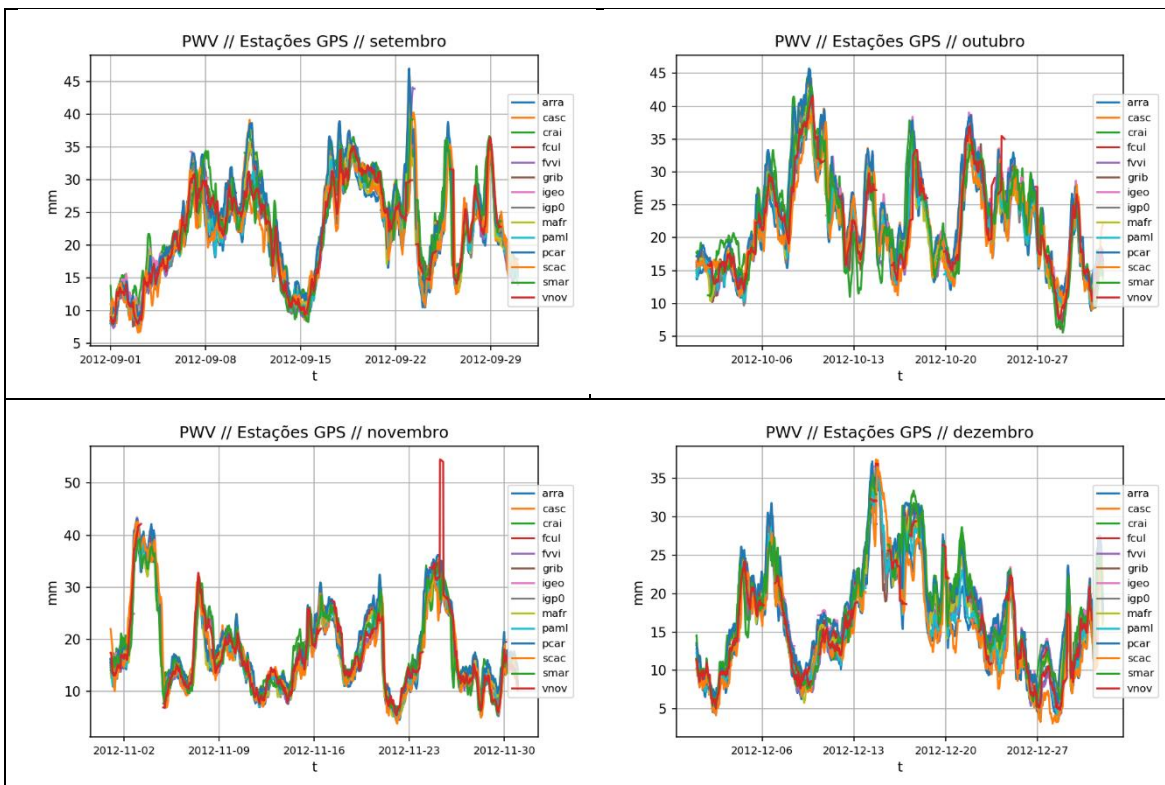 PWV // Estações GPS // setembro
45
40
35
30
25
20
15
10
5
mm
2012-09-01
2012-09-08
2012-09-15
2012-09-22
2012-09-29
t
arra
casc
crai
fcul
fvvi
grib
igeo
igp0
mafr
paml
pcar
scac
smar
vnov
PWV // Estações GPS // outubro
45
40
35
30
25
20
15
10
5
mm
2012-10-06
2012-10-13
2012-10-20
2012-10-27
t
arra
casc
crai
fcul
fvvi
grib
igeo
igp0
mafr
paml
pcar
scac
smar
vnov
PWV // Estações GPS // novembro
50
40
30
20
10
mm
2012-11-02
2012-11-09
2012-11-16
2012-11-23
2012-11-30
t
arra
casc
crai
fcul
fvvi
grib
igeo
igp0
mafr
paml
pcar
scac
smar
vnov
PWV // Estações GPS // dezembro
35
30
25
20
15
10
5
mm
2012-12-06
2012-12-13
2012-12-20
2012-12-27
t
arra
casc
crai
fcul
fvvi
grib
igeo
igp0
mafr
paml
pcar
scac
smar
vnov